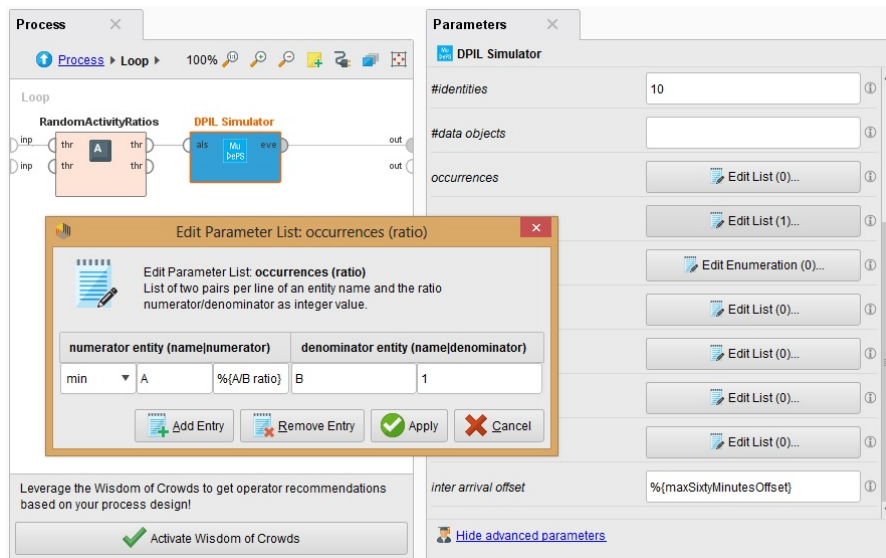 Process
Process Loop 100%
Loop
RandomActivityRatios
DPIL Simulator
inp thr A thr als Mu DePS eve out
inp thr thr out
Edit Parameter List: occurrences (ratio)
Edit Parameter List: occurrences (ratio)
List of two pairs per line of an entity name and the ratio
numerator/denominator as integer value.
numerator entity (name|numerator) denominator entity (name|denominator)
min A %{A/B ratio} B 1
Add Entry Remove Entry Apply Cancel
Leverage the Wisdom of Crowds to get operator recommendations
based on your process design!
Activate Wisdom of Crowds
Parameters
Mu DePS DPIL Simulator
#identities 10
#data objects
occurrences Edit List (0)...
Edit List (1)...
Edit Enumeration (0)...
Edit List (0)...
Edit List (0)...
Edit List (0)...
Edit List (0)...
inter arrival offset %{maxSixtyMinutesOffset}
Hide advanced parameters